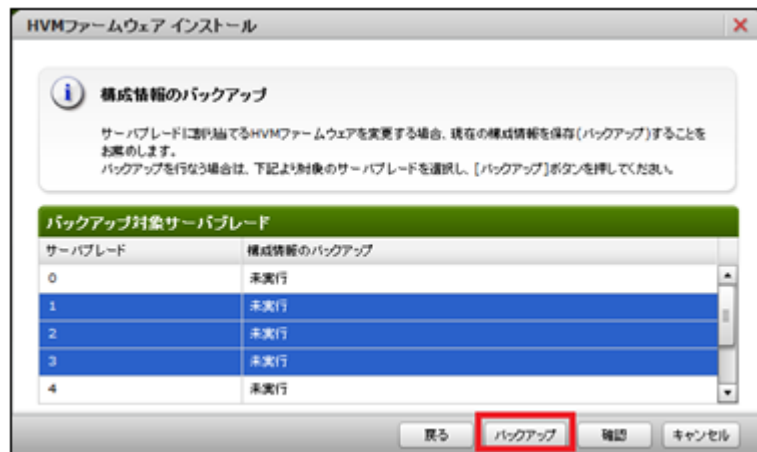 HVMファームウェア インストール
構成情報のバックアップ
サーバブレードに割り当てるHVMファームウェアを変更する場合、現在の構成情報を保存(バックアップ)することを
お薦めします。
バックアップを行なう場合は、下記より対象のサーバブレードを選択し、[バックアップ]ボタンを押してください。
バックアップ対象サーバブレード
サーバブレード 構成情報のバックアップ
0 未実行
1 未実行
2 未実行
3 未実行
4 未実行
戻る バックアップ 確認 キャンセル